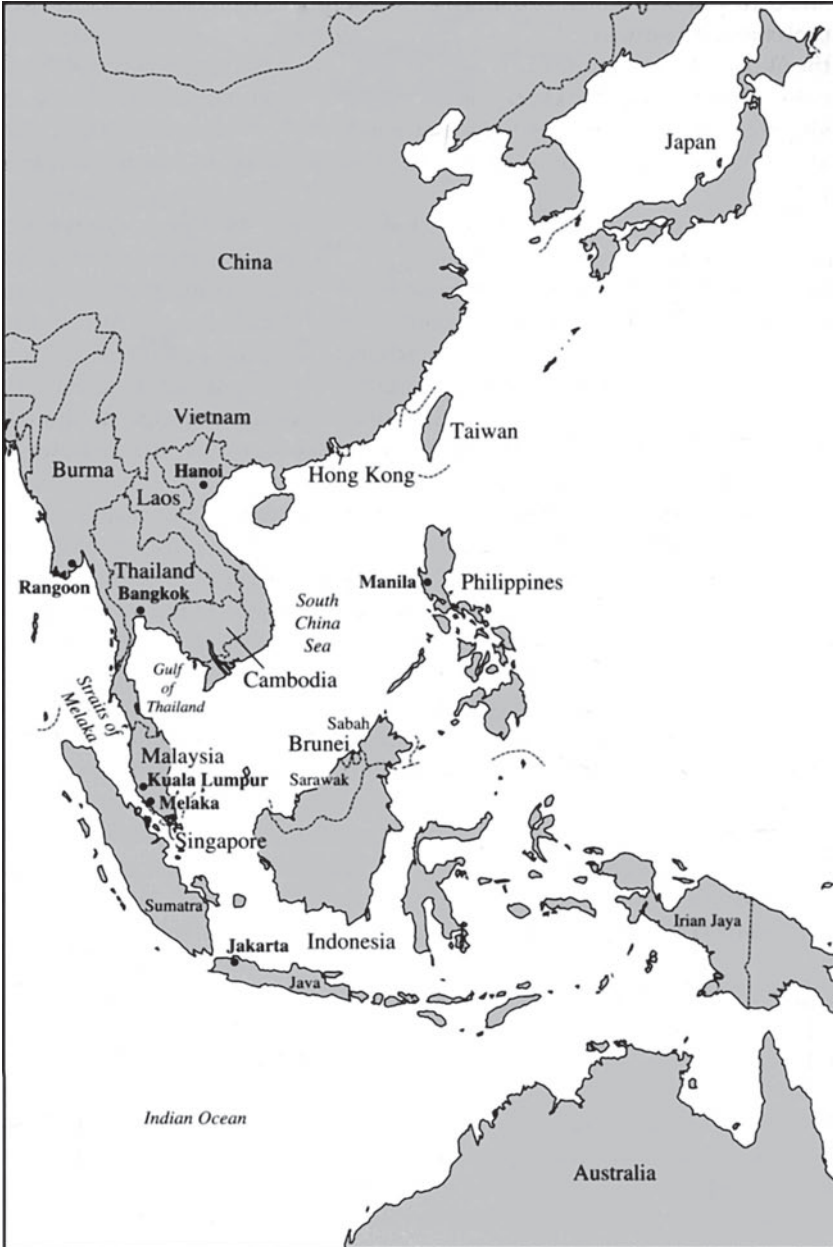 Japan
China
Vietnam
Taiwan
Burma
Hanoi
Hong Kong
Laos
Thailand
Rangoon
Bangkok
Manila
Philippines
South
China
Sea
Gulf
of
Thailand
Cambodia
Straits of
Melaka
Sabah
Brunei
Malaysia
Sarawak
Kuala Lumpur
Melaka
Singapore
Sumatra
Irian Jaya
Jakarta
Indonesia
Java
Indian Ocean
Australia